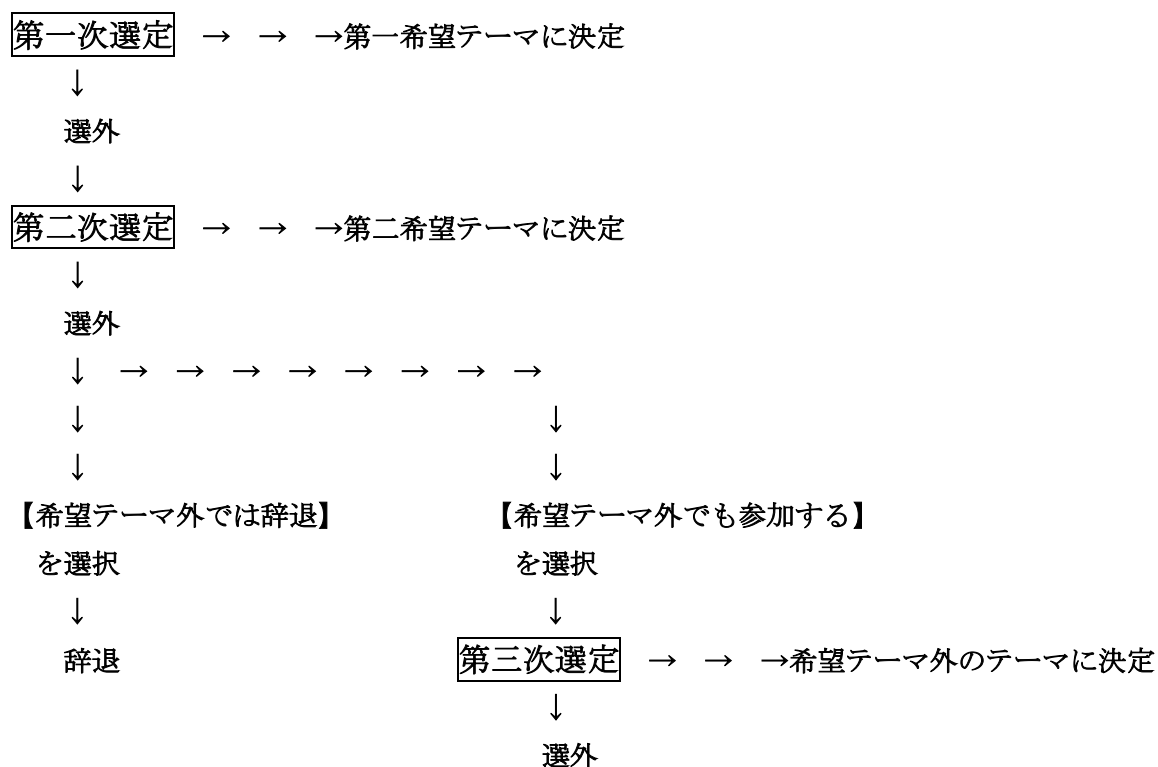 第一次選定　→　→　→第一希望テーマに決定
↓
選外
↓
第二次選定　→　→　→第二希望テーマに決定
↓
選外
↓　→　→　→　→　→　→　→　→
↓　↓
↓　↓
【希望テーマ外では辞退】　【希望テーマ外でも参加する】
を選択　を選択
↓　↓
辞退　第三次選定　→　→　→希望テーマ外のテーマに決定
↓
選外